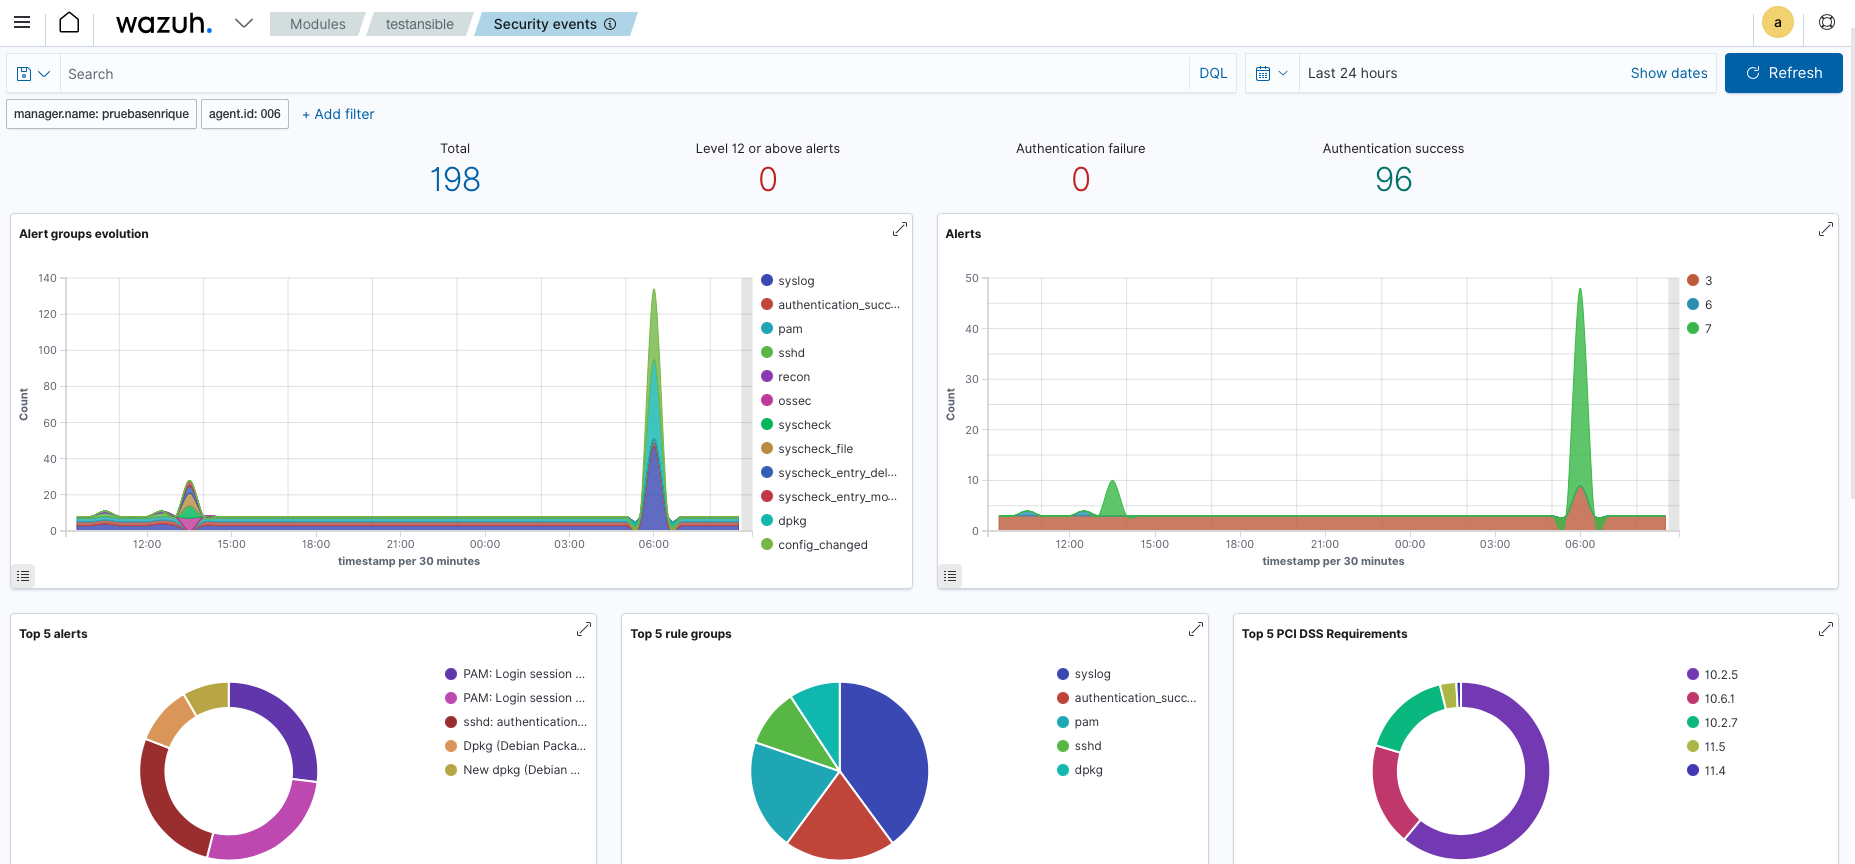 wazuh.
Modules
testansible
Security events
a
Search
DQL
Last 24 hours
Show dates
Refresh
manager.name: pruebasenrique
agent.id: 006
+ Add filter
Total
198
Level 12 or above alerts
0
Authentication failure
0
Authentication success
96
Alert groups evolution
140
120
100
80
60
40
20
0
Count
12:00
15:00
18:00
21:00
00:00
03:00
06:00
timestamp per 30 minutes
syslog
authentication_succ...
pam
sshd
recon
ossec
syscheck
syscheck_file
syscheck_entry_del...
syscheck_entry_mo...
dpkg
config_changed
Alerts
50
40
30
20
10
0
Count
12:00
15:00
18:00
21:00
00:00
03:00
06:00
timestamp per 30 minutes
3
6
7
Top 5 alerts
PAM: Login session ...
PAM: Login session ...
sshd: authentication...
Dpkg (Debian Packa...
New dpkg (Debian ...
Top 5 rule groups
syslog
authentication_succ...
pam
sshd
dpkg
Top 5 PCI DSS Requirements
10.2.5
10.6.1
10.2.7
11.5
11.4